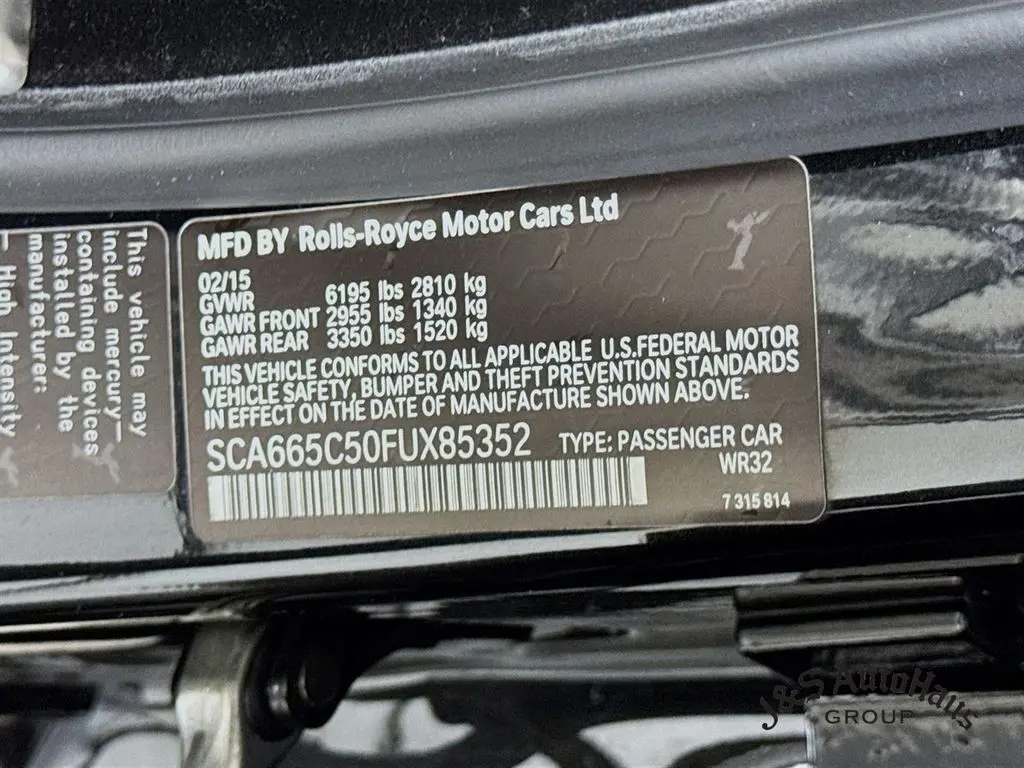 MFD BY Rolls-Royce Motor Cars Ltd
02/15
GVWR 6195 lbs 2810 kg
GAWR FRONT 2955 lbs 1340 kg
GAWR REAR 3350 lbs 1520 kg
THIS VEHICLE CONFORMS TO ALL APPLICABLE U.S.FEDERAL MOTOR
VEHICLE SAFETY, BUMPER AND THEFT PREVENTION STANDARDS
IN EFFECT ON THE DATE OF MANUFACTURE SHOWN ABOVE.
SCA665C50FUX85352 TYPE: PASSENGER CAR
WR32
7 315 814
This vehicle may
include mercury-
containing devices
installed by the
manufacturer:
- High Intensity
J&S AutoHaus
GROUP